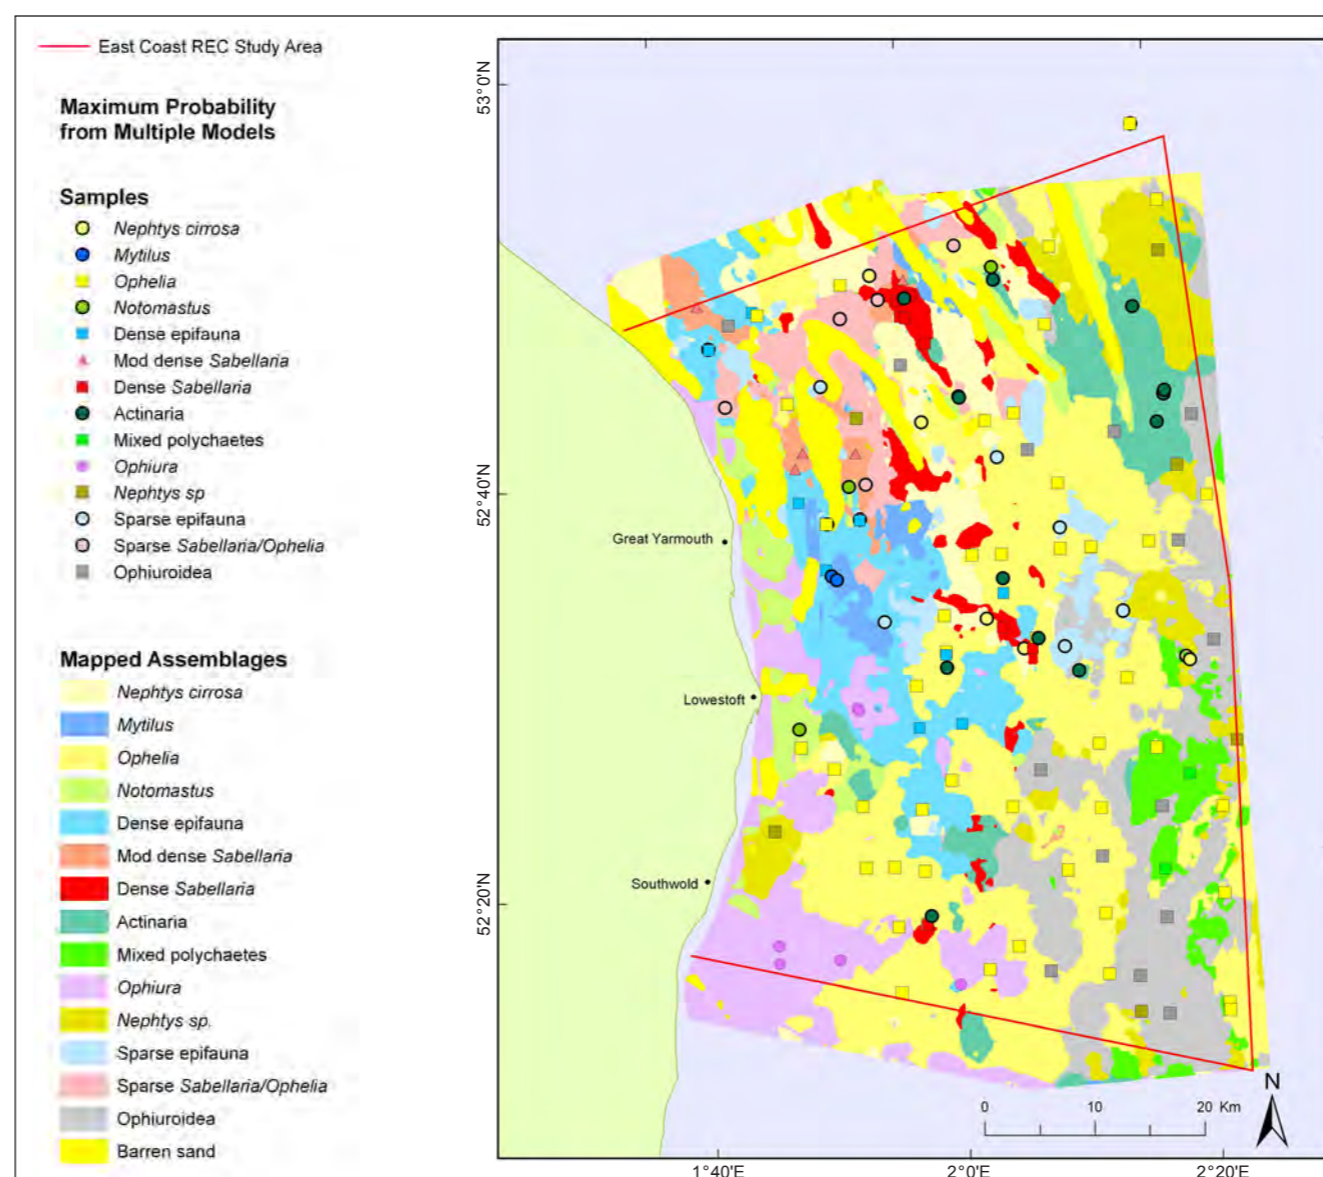 East Coast REC Study Area
Maximum Probability
from Multiple Models
Samples
Nephtys cirrosa
Mytilus
Ophelia
Notomastus
Dense epifauna
Mod dense Sabellaria
Dense Sabellaria
Actinaria
Mixed polychaetes
Ophiura
Nephtys sp
Sparse epifauna
Sparse Sabellaria/Ophelia
Ophiuroidea
Mapped Assemblages
Nephtys cirrosa
Mytilus
Ophelia
Notomastus
Dense epifauna
Mod dense Sabellaria
Dense Sabellaria
Actinaria
Mixed polychaetes
Ophiura
Nephtys sp.
Sparse epifauna
Sparse Sabellaria/Ophelia
Ophiuroidea
Barren sand
53°0'N
52°40'N
52°20'N
Great Yarmouth
Lowestoft
Southwold
N
0 10 20 Km
1°40'E 2°0'E 2°20'E